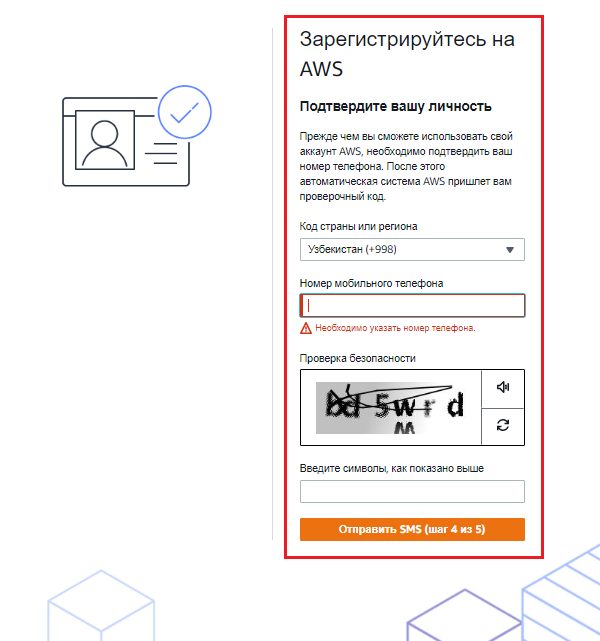 Зарегистрируйтесь на
AWS
Подтвердите вашу личность
Прежде чем вы сможете использовать свой
аккаунт AWS, необходимо подтвердить ваш
номер телефона. После этого
автоматическая система AWS пришлет вам
проверочный код.
Код страны или региона
Узбекистан (+998)
Номер мобильного телефона
Необходимо указать номер телефона.
Проверка безопасности
Введите символы, как показано выше
Отправить SMS (шаг 4 из 5)